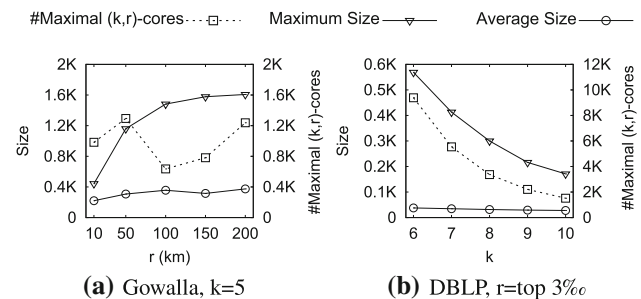 #Maximal (k,r)-cores Maximum Size Average Size
2K 2K 0.6K 12K
1.6K 1.6K 0.5K 10K
1.2K 1.2K 0.4K 8K
0.3K 6K
0.8K 0.8K 0.2K 4K
0.4K 0.4K 0.1K 2K
0 0 0 0
Size
#Maximal (k,r)-cores
Size
#Maximal (k,r)-cores
10 50 100 150 200 6 7 8 9 10
r (km) k
(a) Gowalla, k=5 (b) DBLP, r=top 3‰